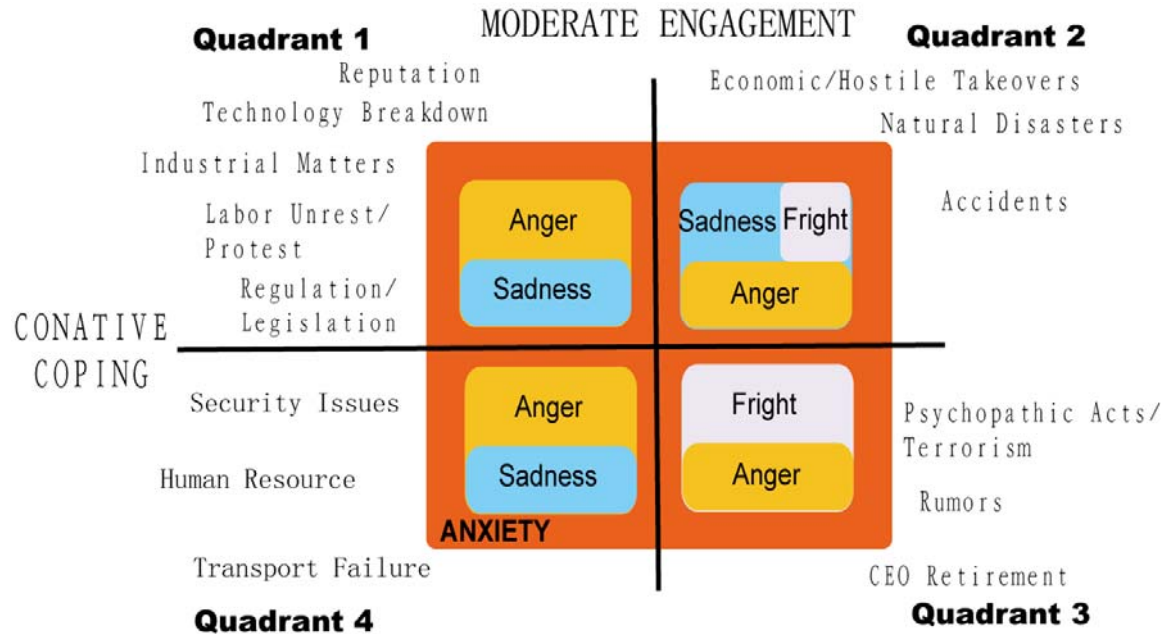 MODERATE ENGAGEMENT
Quadrant 1
Quadrant 2
Reputation
Economic/Hostile Takeovers
Technology Breakdown
Natural Disasters
Industrial Matters
Labor Unrest/
Protest
Accidents
Regulation/
Legislation
Anger
Sadness
Sadness
Fright
Anger
CONATIVE
COPING
Security Issues
Human Resource
Transport Failure
Anger
Sadness
Fright
Anger
ANXIETY
Psychopathic Acts/
Terrorism
Rumors
CEO Retirement
Quadrant 4
Quadrant 3